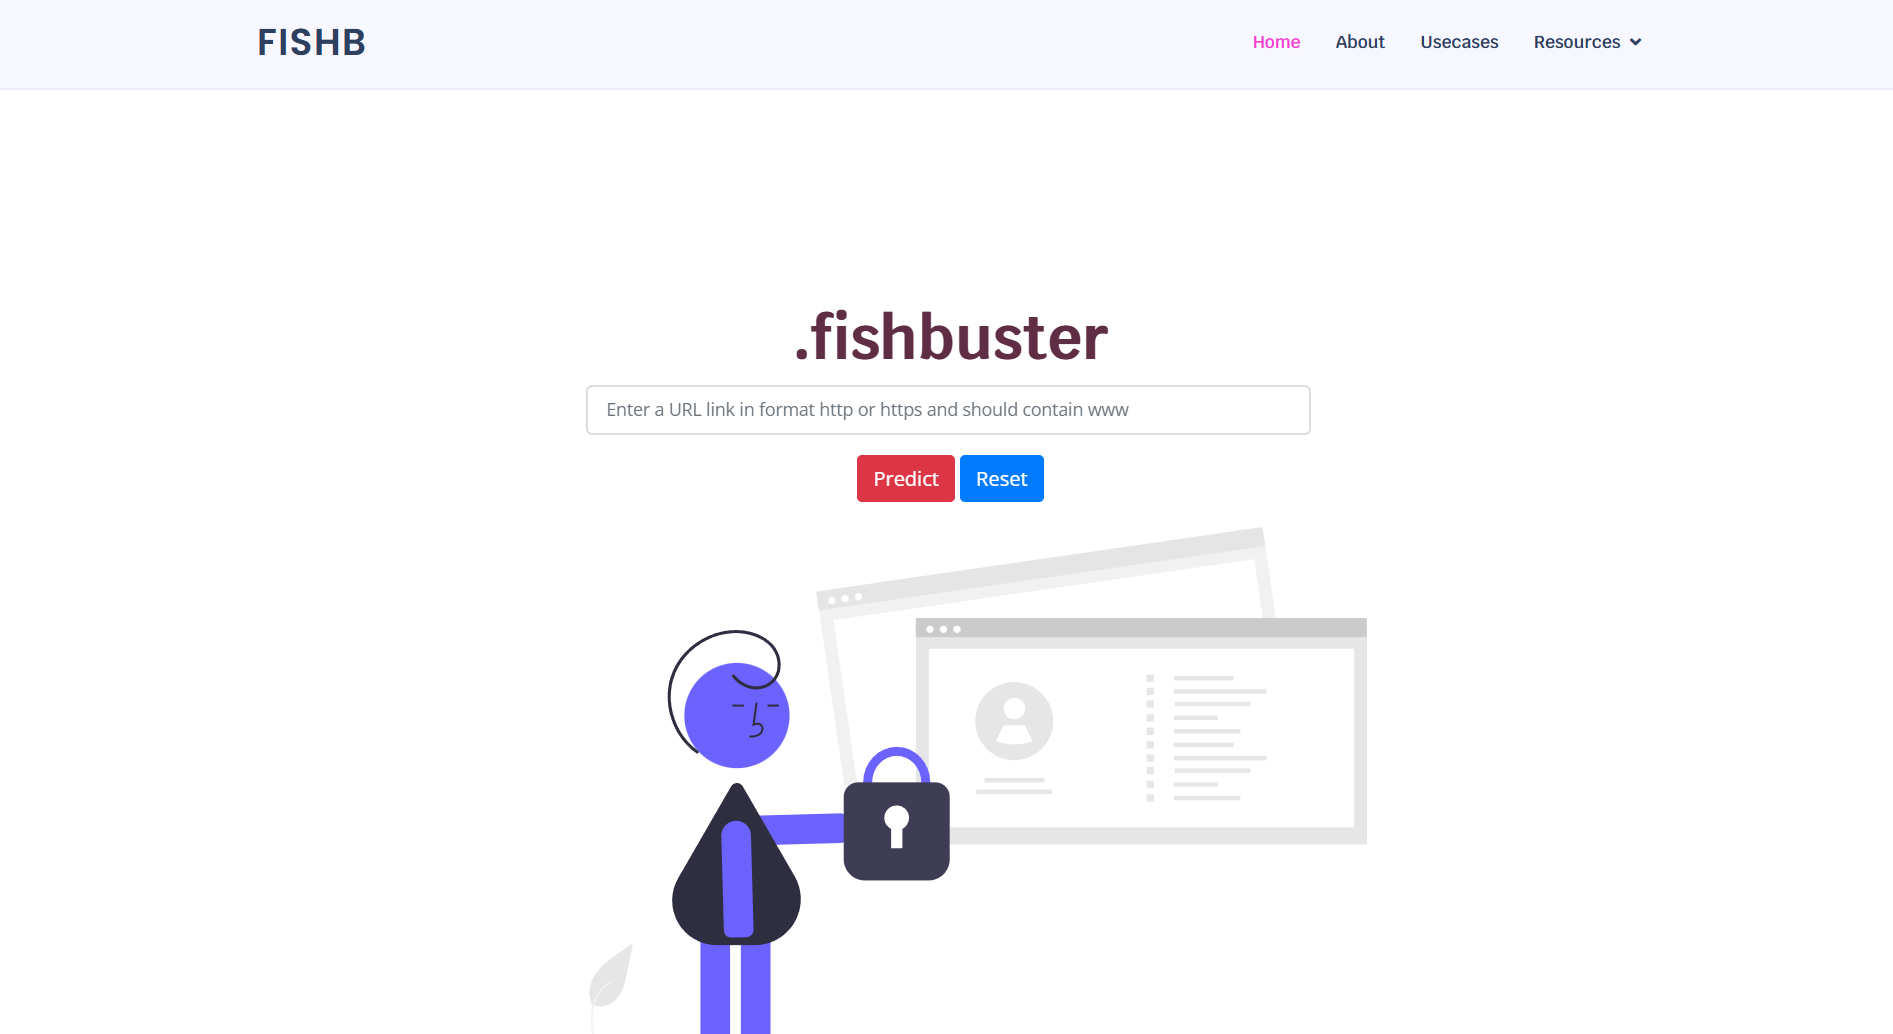 FISHB
Home About Usecases Resources
.fishbuster
Enter a URL link in format http or https and should contain www
Predict Reset